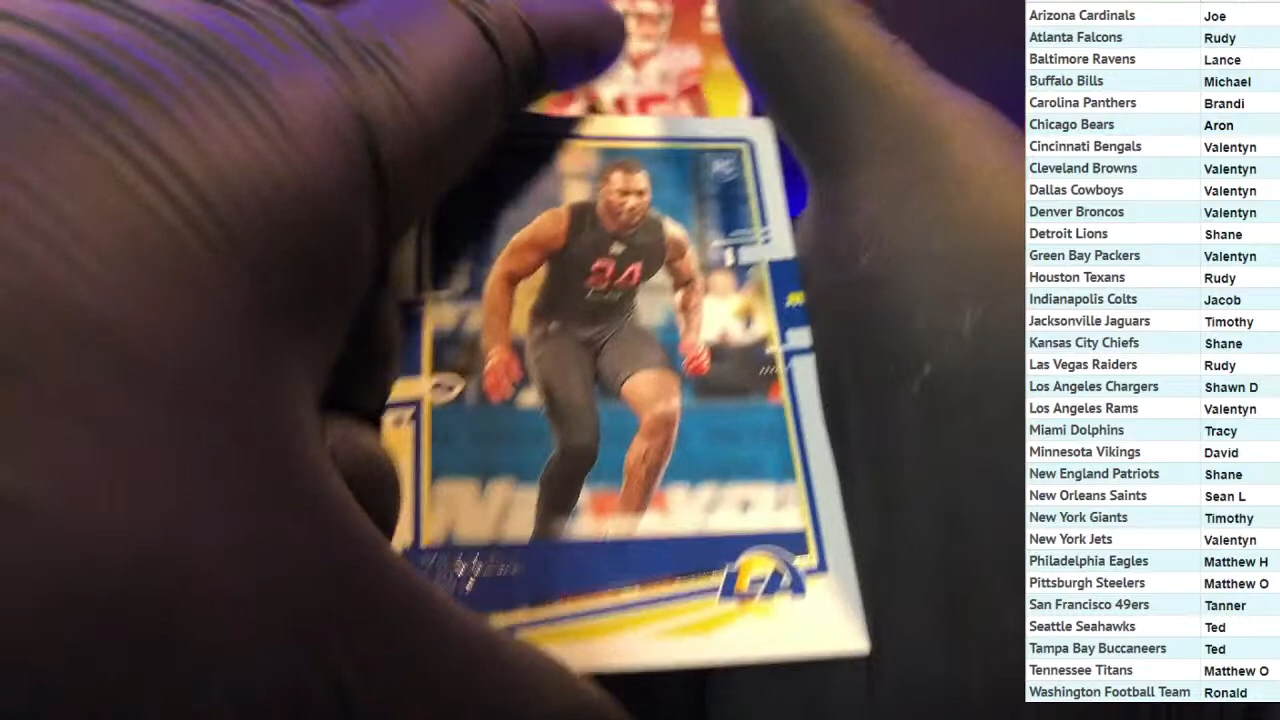 34
Arizona Cardinals Joe
Atlanta Falcons Rudy
Baltimore Ravens Lance
Buffalo Bills Michael
Carolina Panthers Brandi
Chicago Bears Aron
Cincinnati Bengals Valentyn
Cleveland Browns Valentyn
Dallas Cowboys Valentyn
Denver Broncos Valentyn
Detroit Lions Shane
Green Bay Packers Valentyn
Houston Texans Rudy
Indianapolis Colts Jacob
Jacksonville Jaguars Timothy
Kansas City Chiefs Shane
Las Vegas Raiders Rudy
Los Angeles Chargers Shawn D
Los Angeles Rams Valentyn
Miami Dolphins Tracy
Minnesota Vikings David
New England Patriots Shane
New Orleans Saints Sean L
New York Giants Timothy
New York Jets Valentyn
Philadelphia Eagles Matthew H
Pittsburgh Steelers Matthew O
San Francisco 49ers Tanner
Seattle Seahawks Ted
Tampa Bay Buccaneers Ted
Tennessee Titans Matthew O
Washington Football Team Ronald